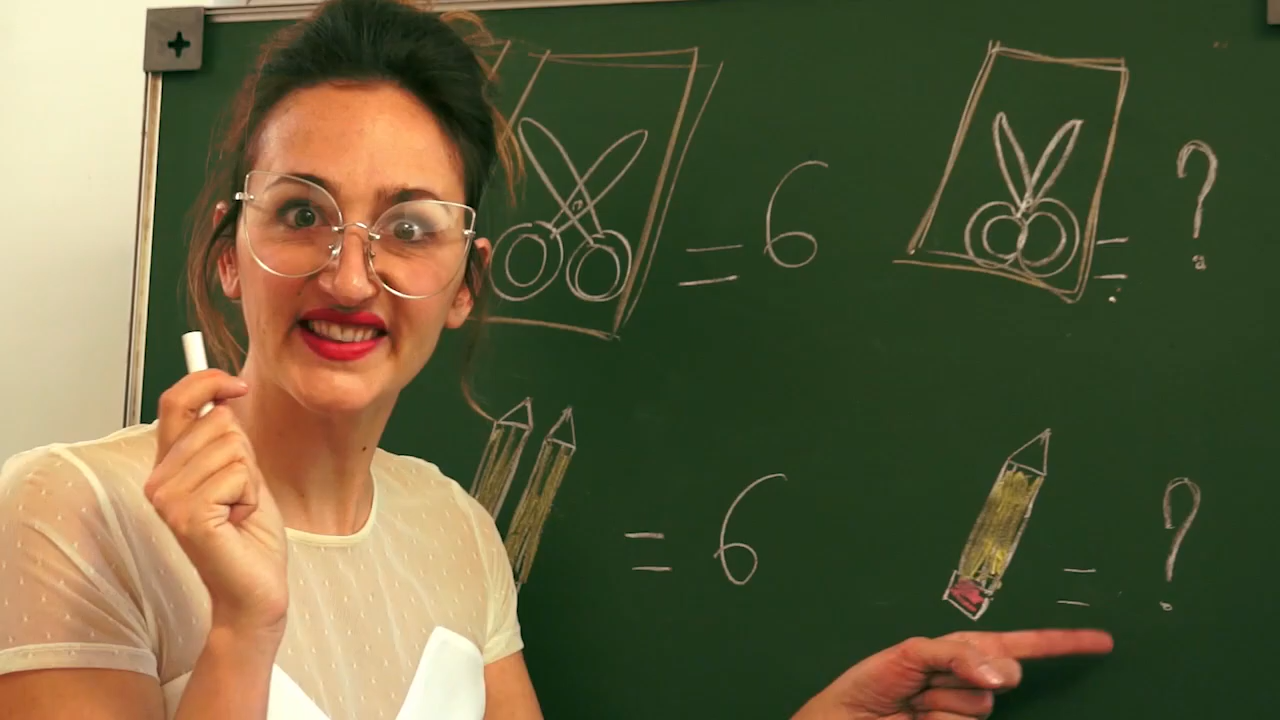 = 6
= ?
= 6
= ?